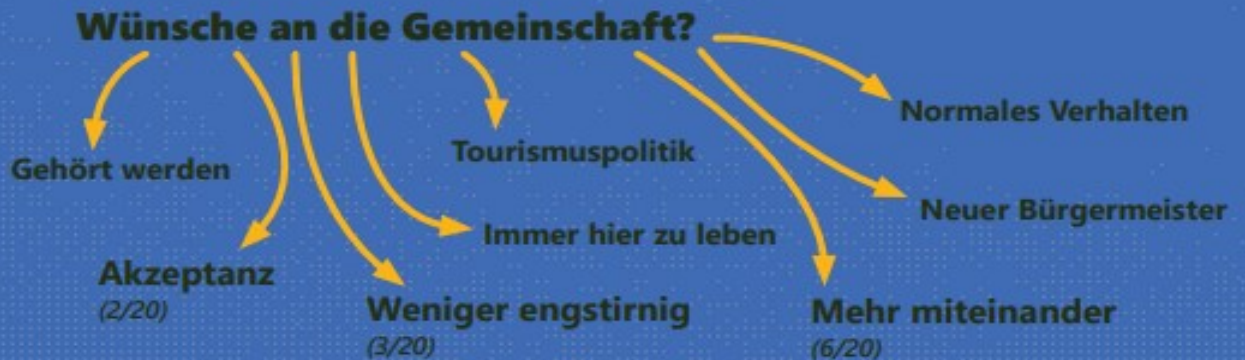 Wünsche an die Gemeinschaft?
Normales Verhalten
Tourismuspolitik
Gehört werden
Neuer Bürgermeister
Immer hier zu leben
Akzeptanz
(2/20)
Weniger engstirnig
(3/20)
Mehr miteinander
(6/20)